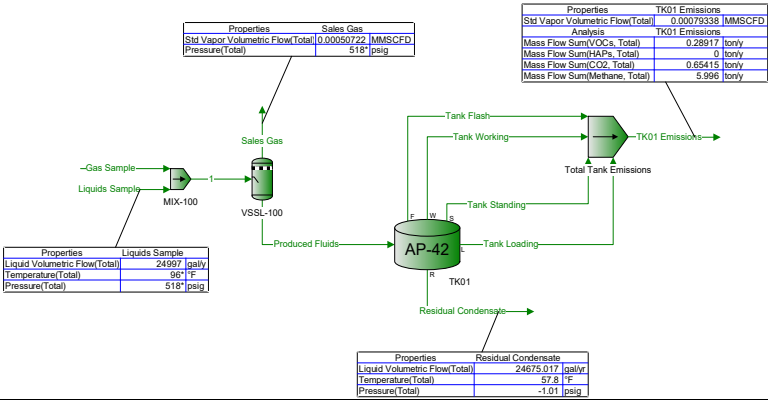 Properties TK01 Emissions
Std Vapor Volumetric Flow(Total) 0.00079338 MMSCFD
Analysis TK01 Emissions
Mass Flow Sum(VOCs, Total) 0.28917 ton/y
Mass Flow Sum(HAPs, Total) 0 ton/y
Mass Flow Sum(CO2, Total) 0.65415 ton/y
Mass Flow Sum(Methane, Total) 5.996 ton/y
Properties Sales Gas
Std Vapor Volumetric Flow(Total) 0.00050722 MMSCFD
Pressure(Total) 518* psig
Tank Flash
Tank Working
TK01 Emissions
Total Tank Emissions
Sales Gas
Gas Sample
Liquids Sample
1
MIX-100
VSSL-100
Tank Standing
F W S
Produced Fluids
AP-42
L
Tank Loading
R
TK01
Properties Liquids Sample
Liquid Volumetric Flow(Total) 24997 gal/y
Temperature(Total) 96* °F
Pressure(Total) 518* psig
Residual Condensate
Properties Residual Condensate
Liquid Volumetric Flow(Total) 24675.017 gal/yr
Temperature(Total) 57.8 °F
Pressure(Total) -1.01 psig